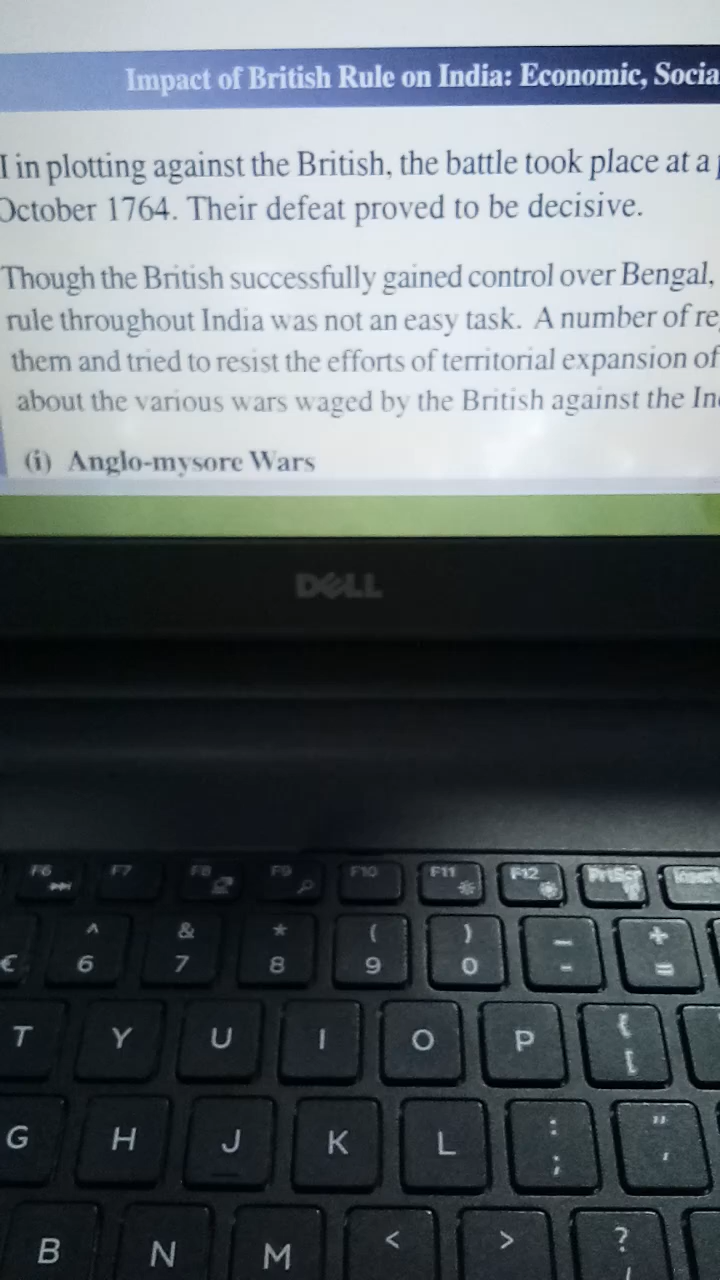 Impact of British Rule on India: Economic, Socia
I in plotting against the British, the battle took place at a
October 1764. Their defeat proved to be decisive.
Though the British successfully gained control over Bengal,
rule throughout India was not an easy task. A number of re
them and tried to resist the efforts of territorial expansion of
about the various wars waged by the British against the In
(i) Anglo-mysore Wars
DELL
F6 F7 F8 F9 F10 F11 F12 PrtScr Insert
^ & * ( ) _ +
€ 6 7 8 9 0 - =
T Y U I O P { [
G H J K L : ; " '
B N M < > ? /